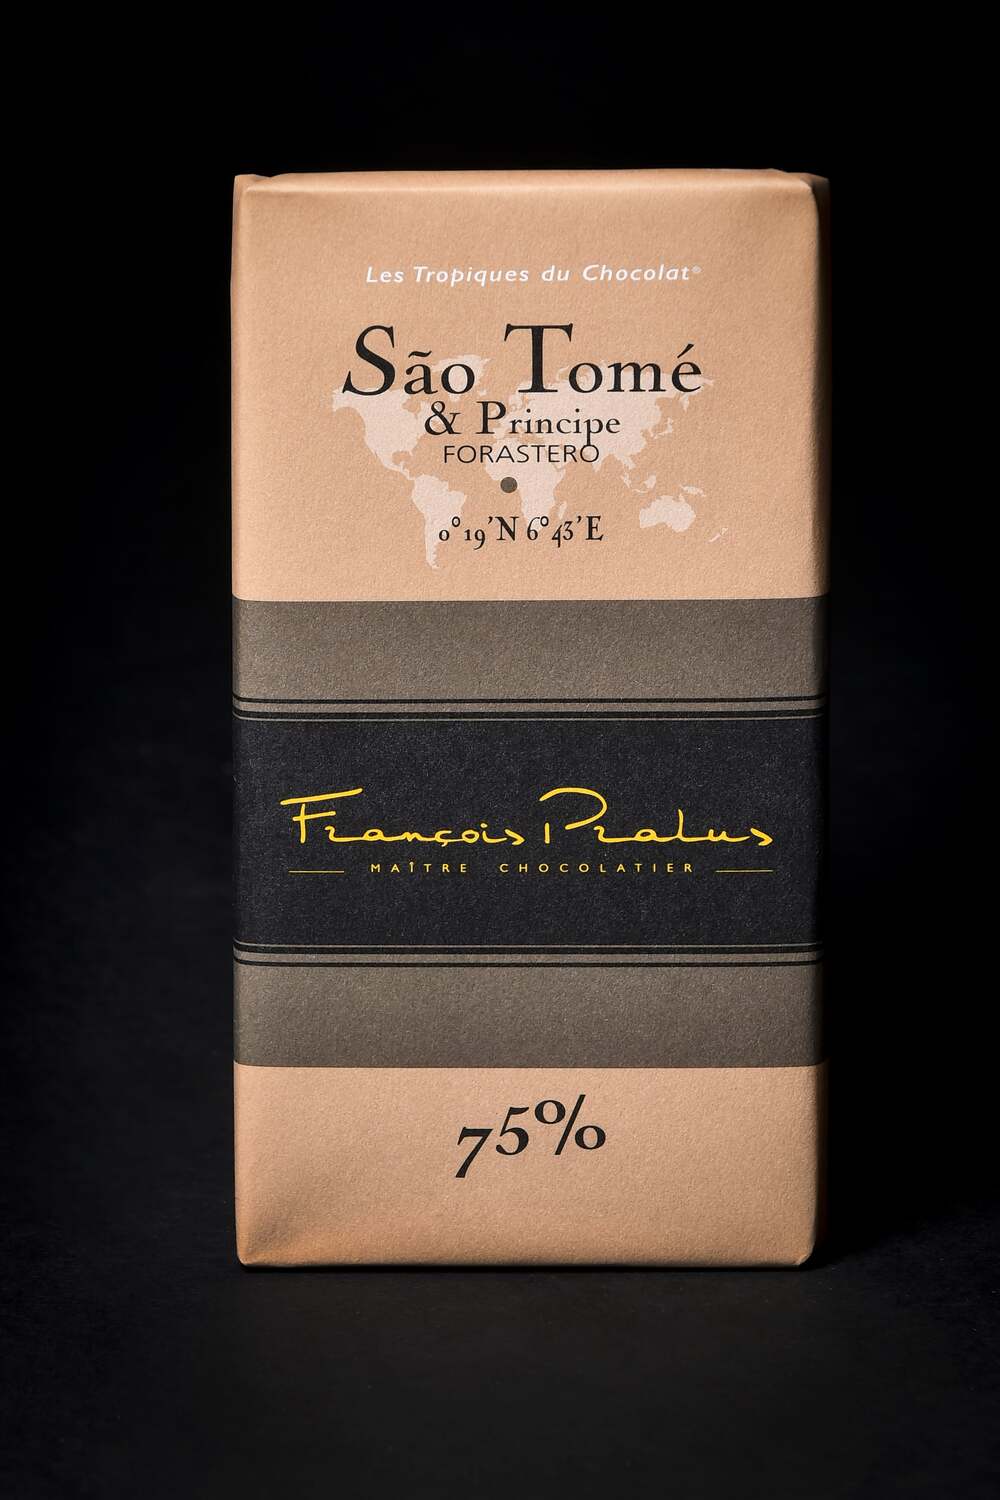 Les Tropiques du Chocolat®
São Tomé
& Principe
FORASTERO
0°19'N 6°43'E
François Pralus
MAÎTRE CHOCOLATIER
75%